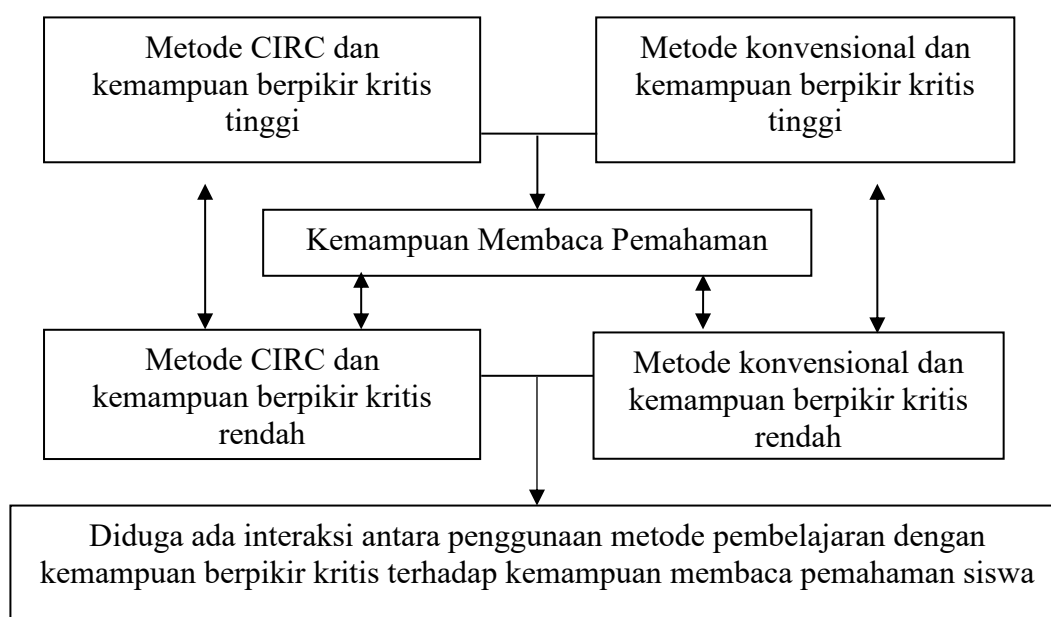 Metode CIRC dan
kemampuan berpikir kritis
tinggi
Metode konvensional dan
kemampuan berpikir kritis
tinggi
Kemampuan Membaca Pemahaman
Metode CIRC dan
kemampuan berpikir kritis
rendah
Metode konvensional dan
kemampuan berpikir kritis
rendah
Diduga ada interaksi antara penggunaan metode pembelajaran dengan
kemampuan berpikir kritis terhadap kemampuan membaca pemahaman siswa